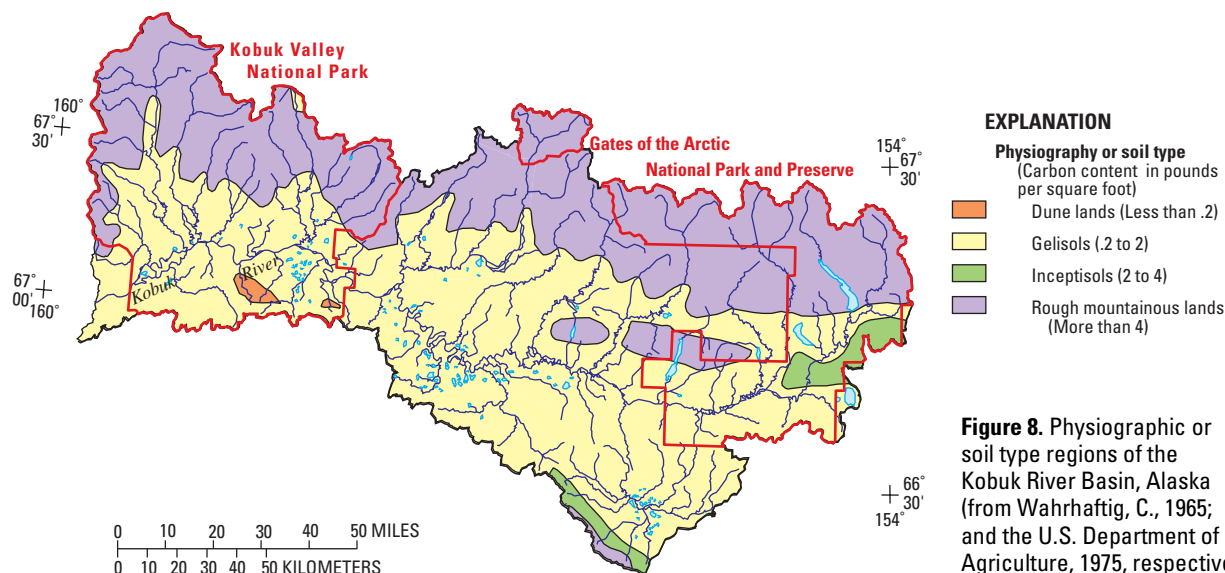 Kobuk Valley
National Park
160°
67°
30'
Gates of the Arctic
National Park and Preserve
154°
67°
30'
67°
00'
160°
Kobuk
River
66°
30'
154°
0 10 20 30 40 50 MILES
0 10 20 30 40 50 KILOMETERS
EXPLANATION
Physiography or soil type
(Carbon content in pounds
per square foot)
Dune lands (Less than .2)
Gelisols (.2 to 2)
Inceptisols (2 to 4)
Rough mountainous lands
(More than 4)
Figure 8. Physiographic or
soil type regions of the
Kobuk River Basin, Alaska
(from Wahrhaftig, C., 1965;
and the U.S. Department of
Agriculture, 1975, respective